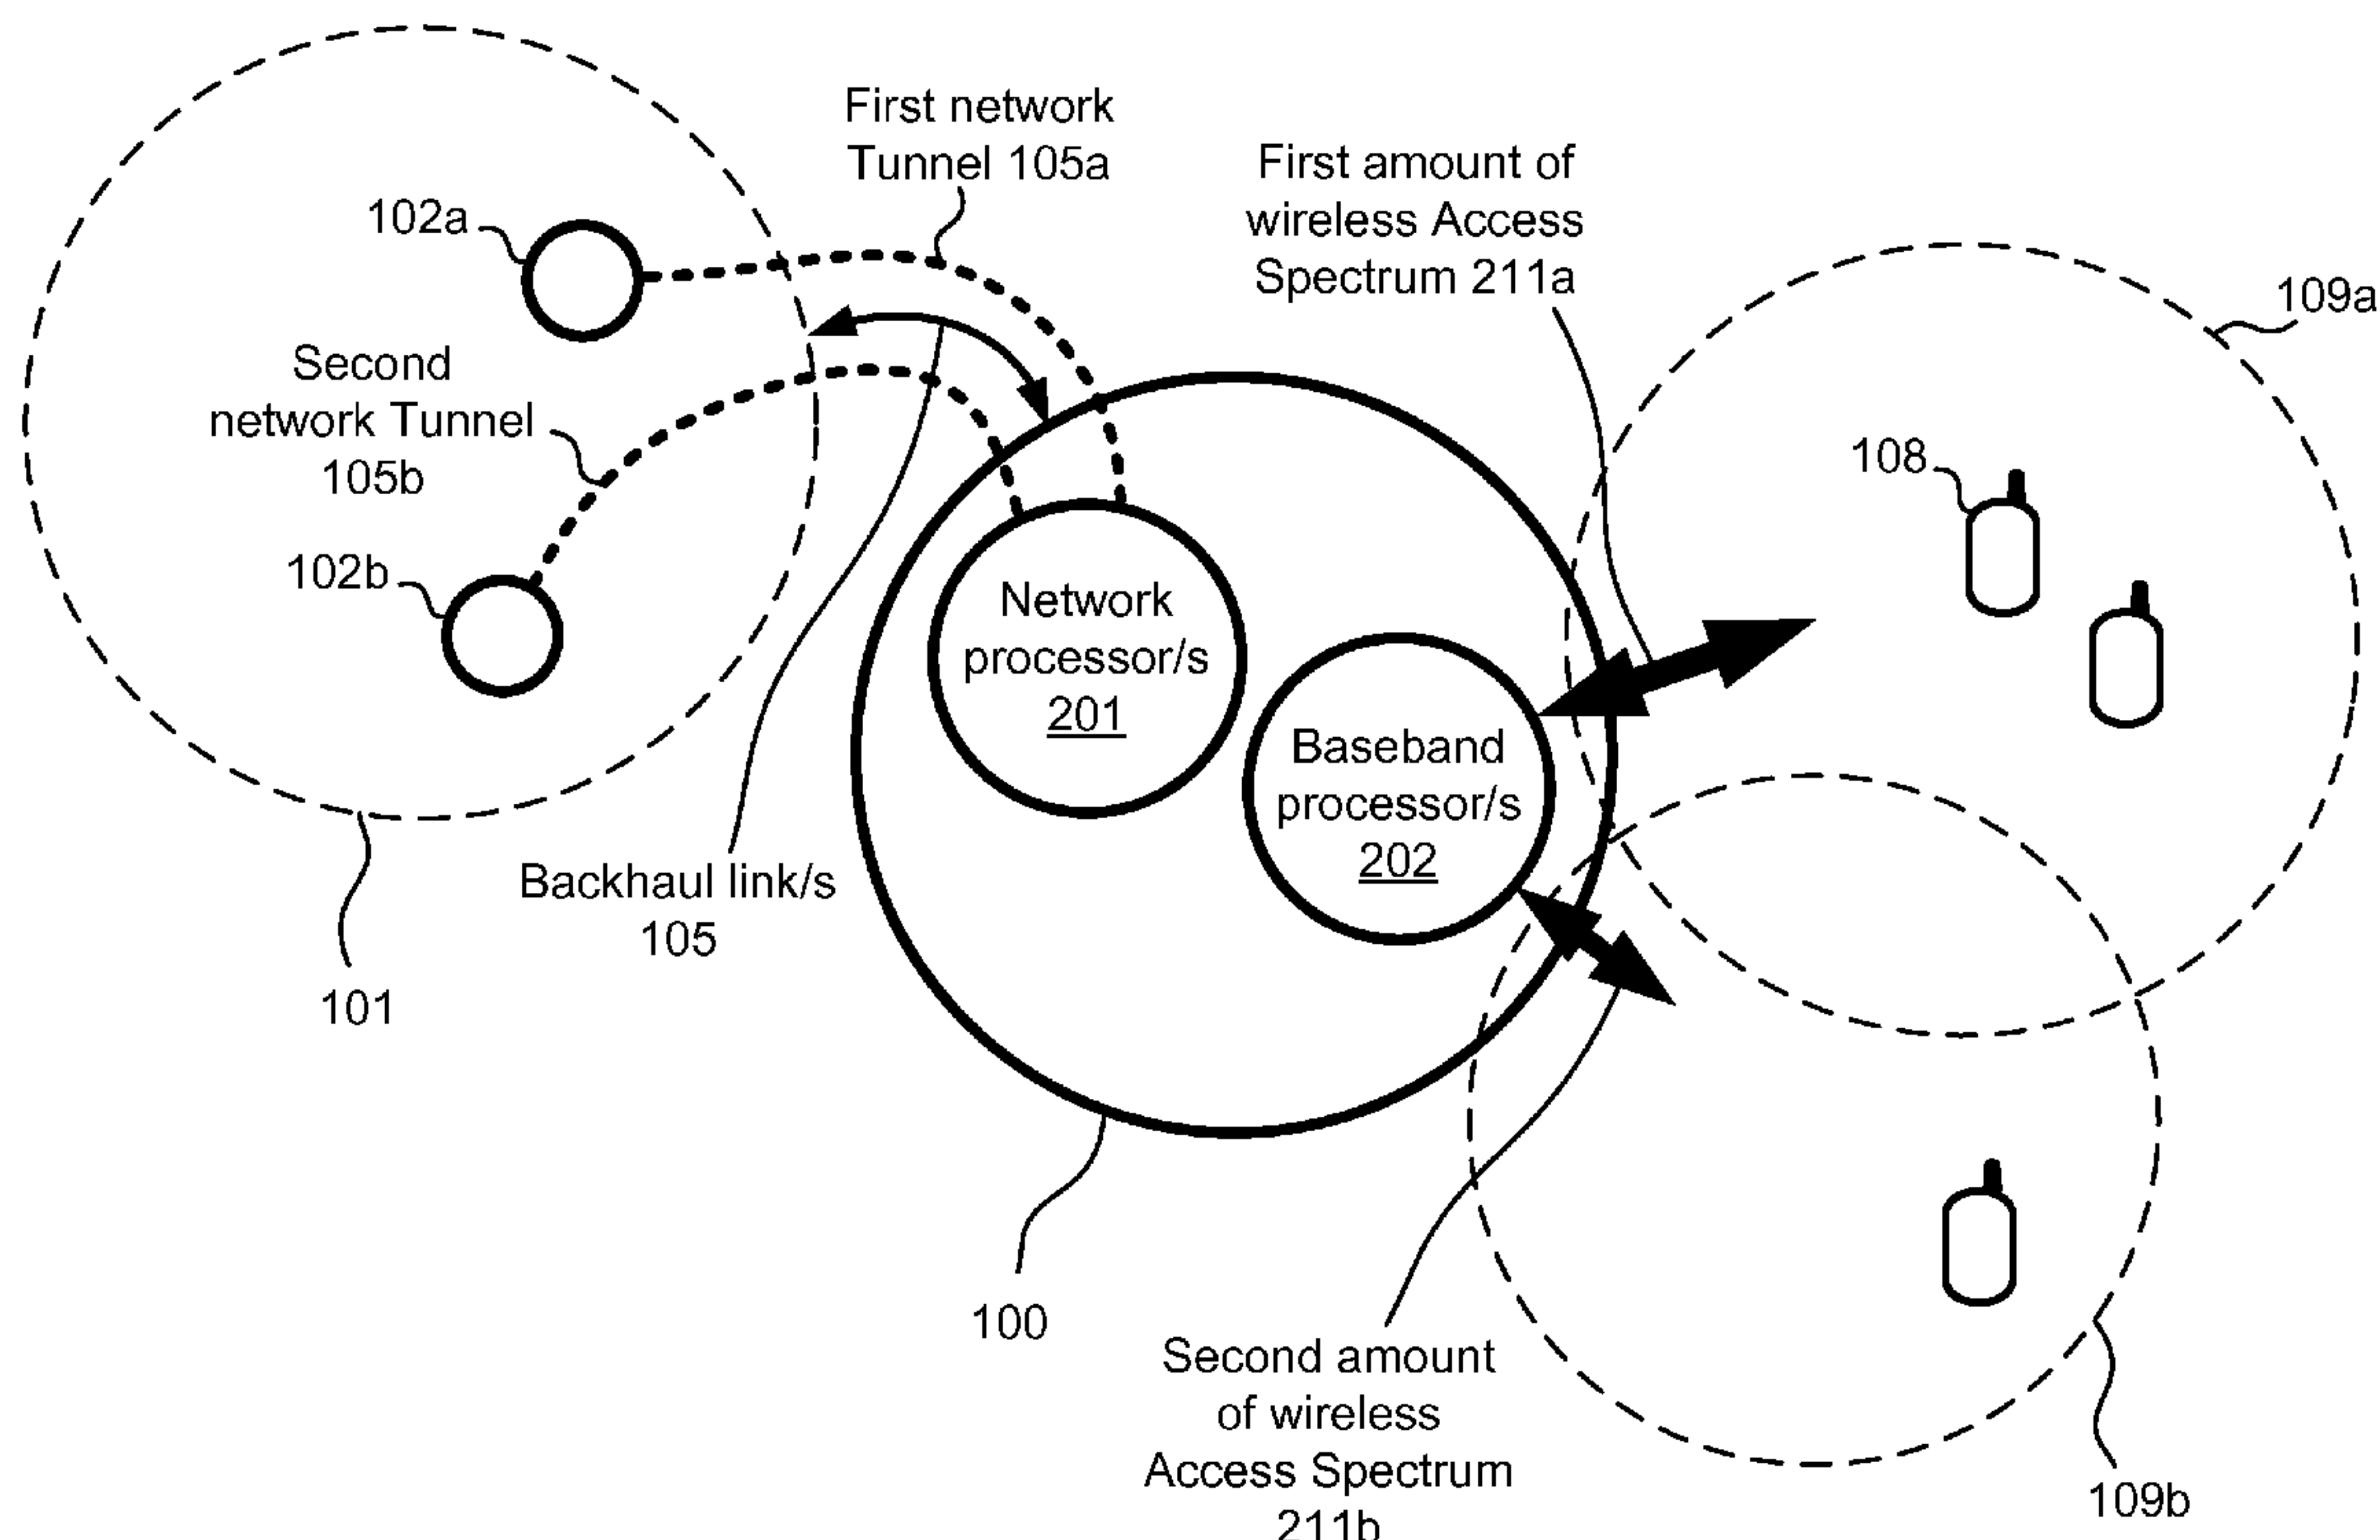 First network
Tunnel 105a
First amount of
wireless Access
Spectrum 211a
102a
109a
Second
network Tunnel
105b
108
102b
Network
processor/s
201
Baseband
processor/s
202
Backhaul link/s
105
101
100
Second amount
of wireless
Access Spectrum
211b
109b